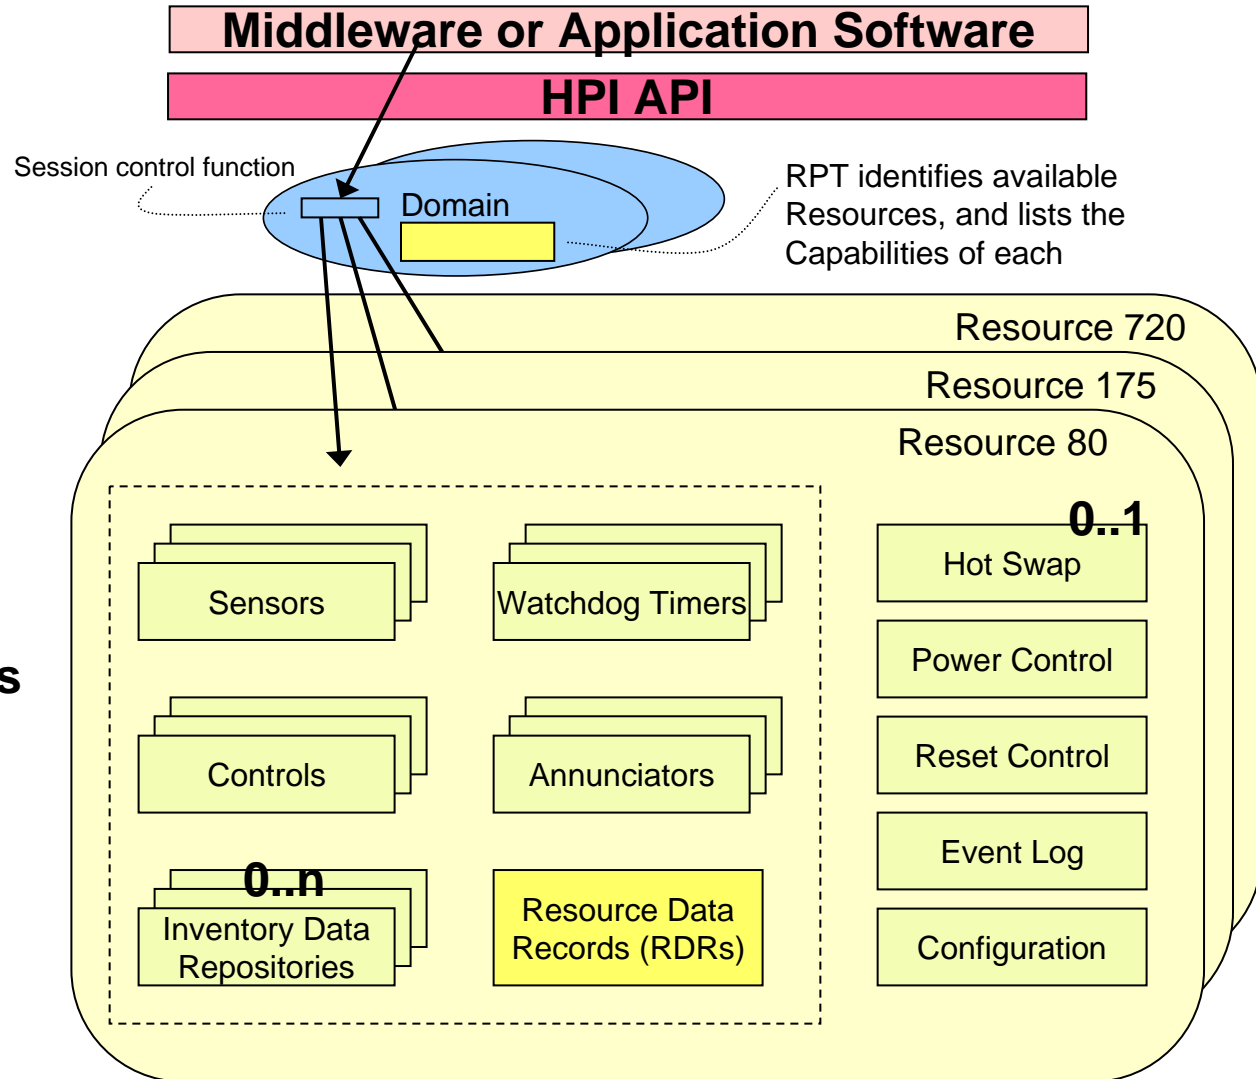 Middleware or Application Software
HPI API
Session control function
Domain
RPT identifies available
Resources, and lists the
Capabilities of each
Resource 720
Resource 175
Resource 80
0..1
Hot Swap
Sensors
Watchdog Timers
Power Control
s
Controls
Annunciators
Reset Control
Event Log
0..n
Inventory Data
Repositories
Resource Data
Records (RDRs)
Configuration